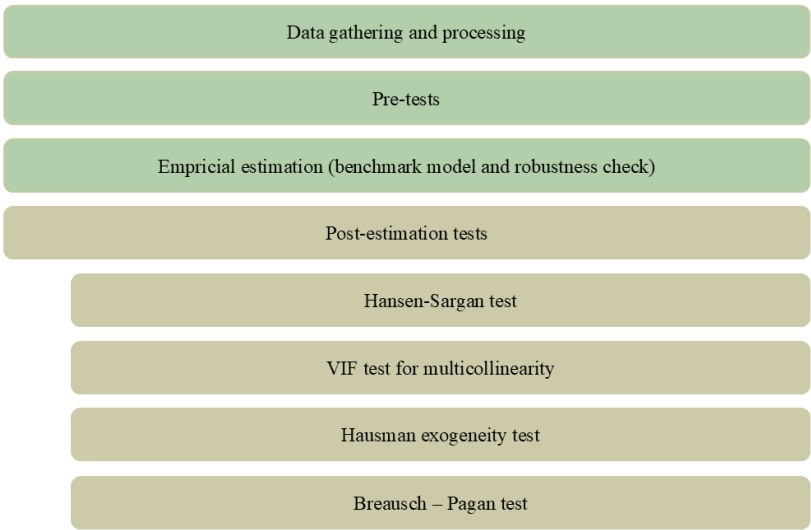 Data gathering and processing
Pre-tests
Empricial estimation (benchmark model and robustness check)
Post-estimation tests
Hansen-Sargan test
VIF test for multicollinearity
Hausman exogeneity test
Breausch – Pagan test